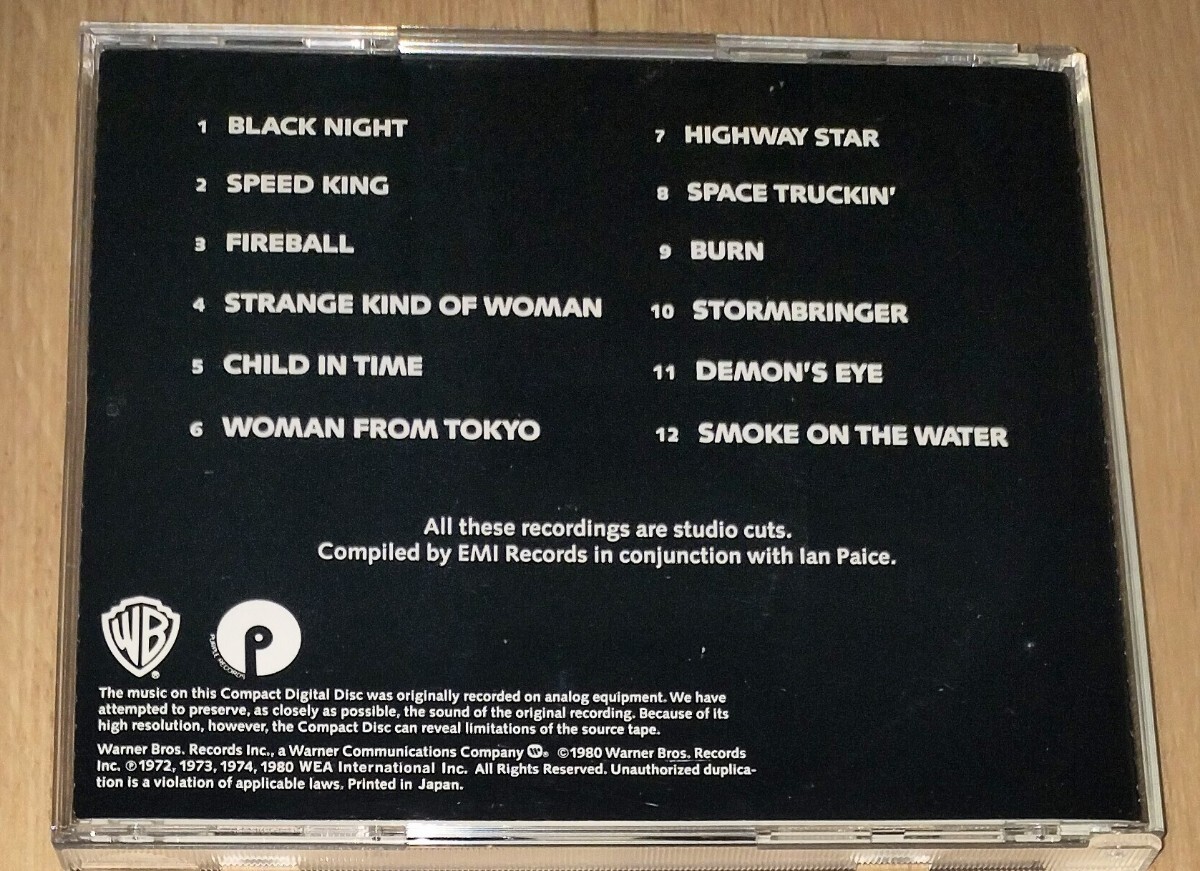 1 BLACK NIGHT
2 SPEED KING
3 FIREBALL
4 STRANGE KIND OF WOMAN
5 CHILD IN TIME
6 WOMAN FROM TOKYO
7 HIGHWAY STAR
8 SPACE TRUCKIN'
9 BURN
10 STORMBRINGER
11 DEMON'S EYE
12 SMOKE ON THE WATER
All these recordings are studio cuts.
Compiled by EMI Records in conjunction with Ian Paice.
WB ®
P
PURPLE RECORDS
The music on this Compact Digital Disc was originally recorded on analog equipment. We have
attempted to preserve, as closely as possible, the sound of the original recording. Because of its
high resolution, however, the Compact Disc can reveal limitations of the source tape.
Warner Bros. Records Inc., a Warner Communications Company ®. ©1980 Warner Bros. Records
Inc. ℗1972, 1973, 1974, 1980 WEA International Inc. All Rights Reserved. Unauthorized duplica-
tion is a violation of applicable laws. Printed in Japan.